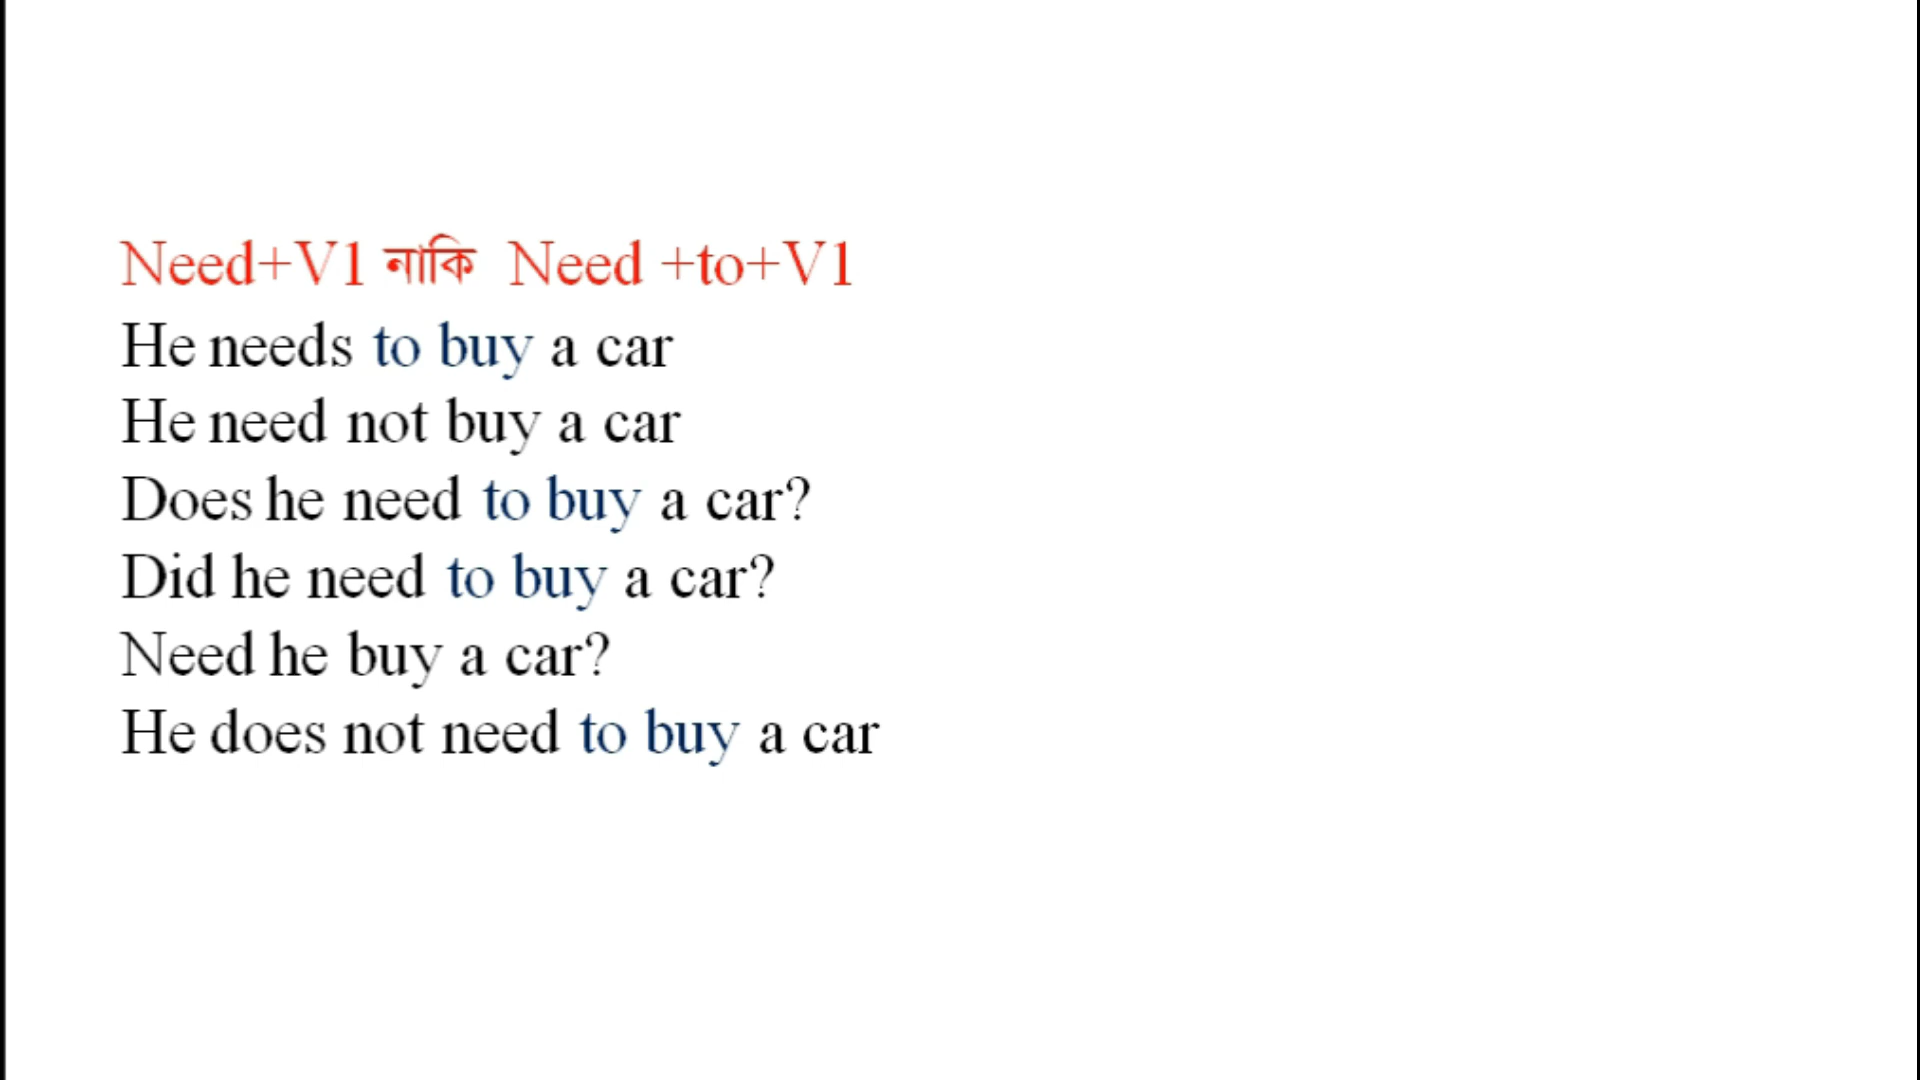 Need+V1 নাকি Need +to+V1
He needs to buy a car
He need not buy a car
Does he need to buy a car?
Did he need to buy a car?
Need he buy a car?
He does not need to buy a car